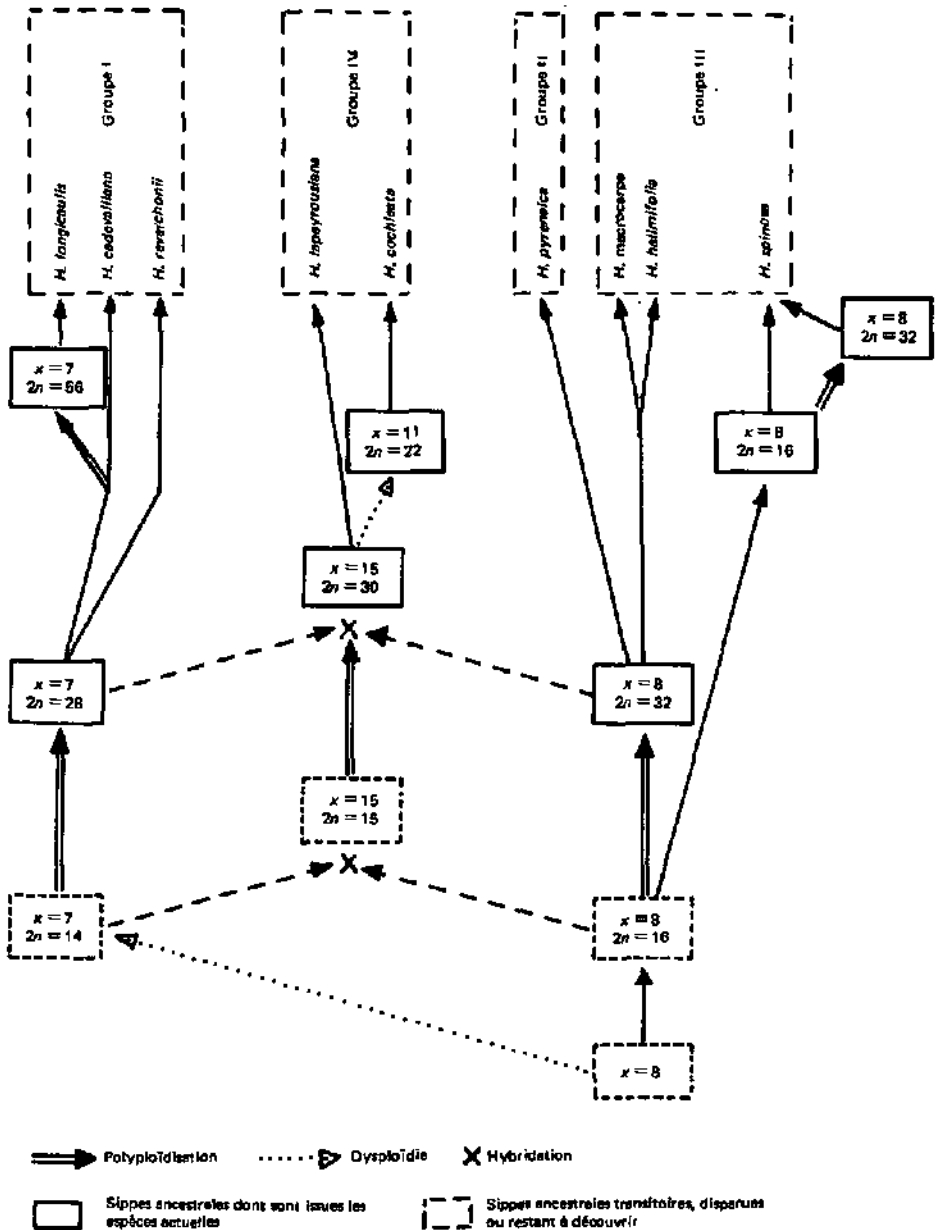 Groupe I
H. longicaulis
H. cadevalliana
H. reverchonii
Groupe IV
H. lapeyrousiana
H. cochleata
Groupe II
H. pyrenaica
Groupe III
H. macrocarpa
H. halimifolia
H. spinosa
x = 8
2n = 32
x = 7
2n = 56
x = 11
2n = 22
x = 8
2n = 16
x = 15
2n = 30
X
x = 7
2n = 28
x = 8
2n = 32
x = 15
2n = 15
X
x = 7
2n = 14
x = 8
2n = 16
x = 8
Polyploïdisation
Dysploïdie
X Hybridation
Sippes ancestrales dont sont issues les
espèces actuelles
Sippes ancestrales transitoires, disparues
ou restant à découvrir